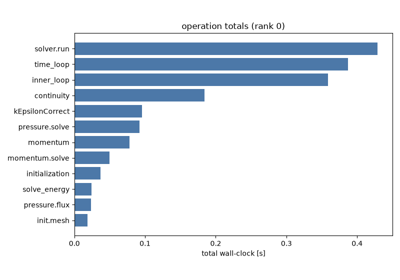 operation totals (rank 0)
solver.run
time_loop
inner_loop
continuity
kEpsilonCorrect
pressure.solve
momentum
momentum.solve
initialization
solve_energy
pressure.flux
init.mesh
0.0 0.1 0.2 0.3 0.4
total wall-clock [s]